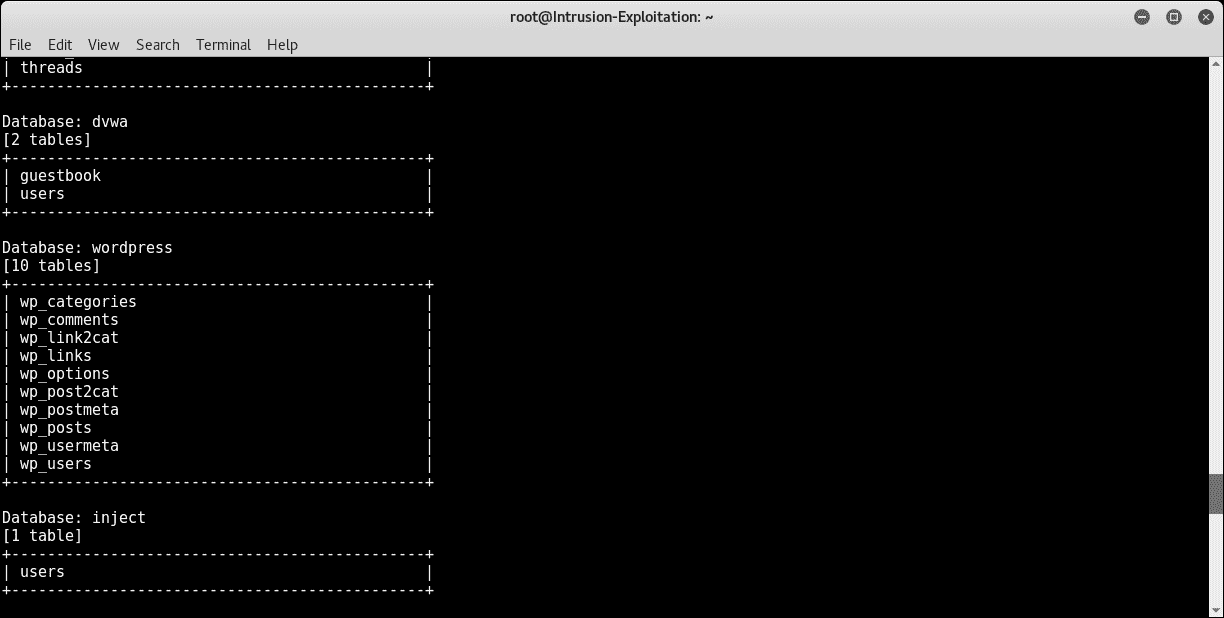 root@Intrusion-Exploitation: ~
File Edit View Search Terminal Help
| threads |
+----------------------------------------------+
Database: dvwa
[2 tables]
+----------------------------------------------+
| guestbook |
| users |
+----------------------------------------------+
Database: wordpress
[10 tables]
+----------------------------------------------+
| wp_categories |
| wp_comments |
| wp_link2cat |
| wp_links |
| wp_options |
| wp_post2cat |
| wp_postmeta |
| wp_posts |
| wp_usermeta |
| wp_users |
+----------------------------------------------+
Database: inject
[1 table]
+----------------------------------------------+
| users |
+----------------------------------------------+